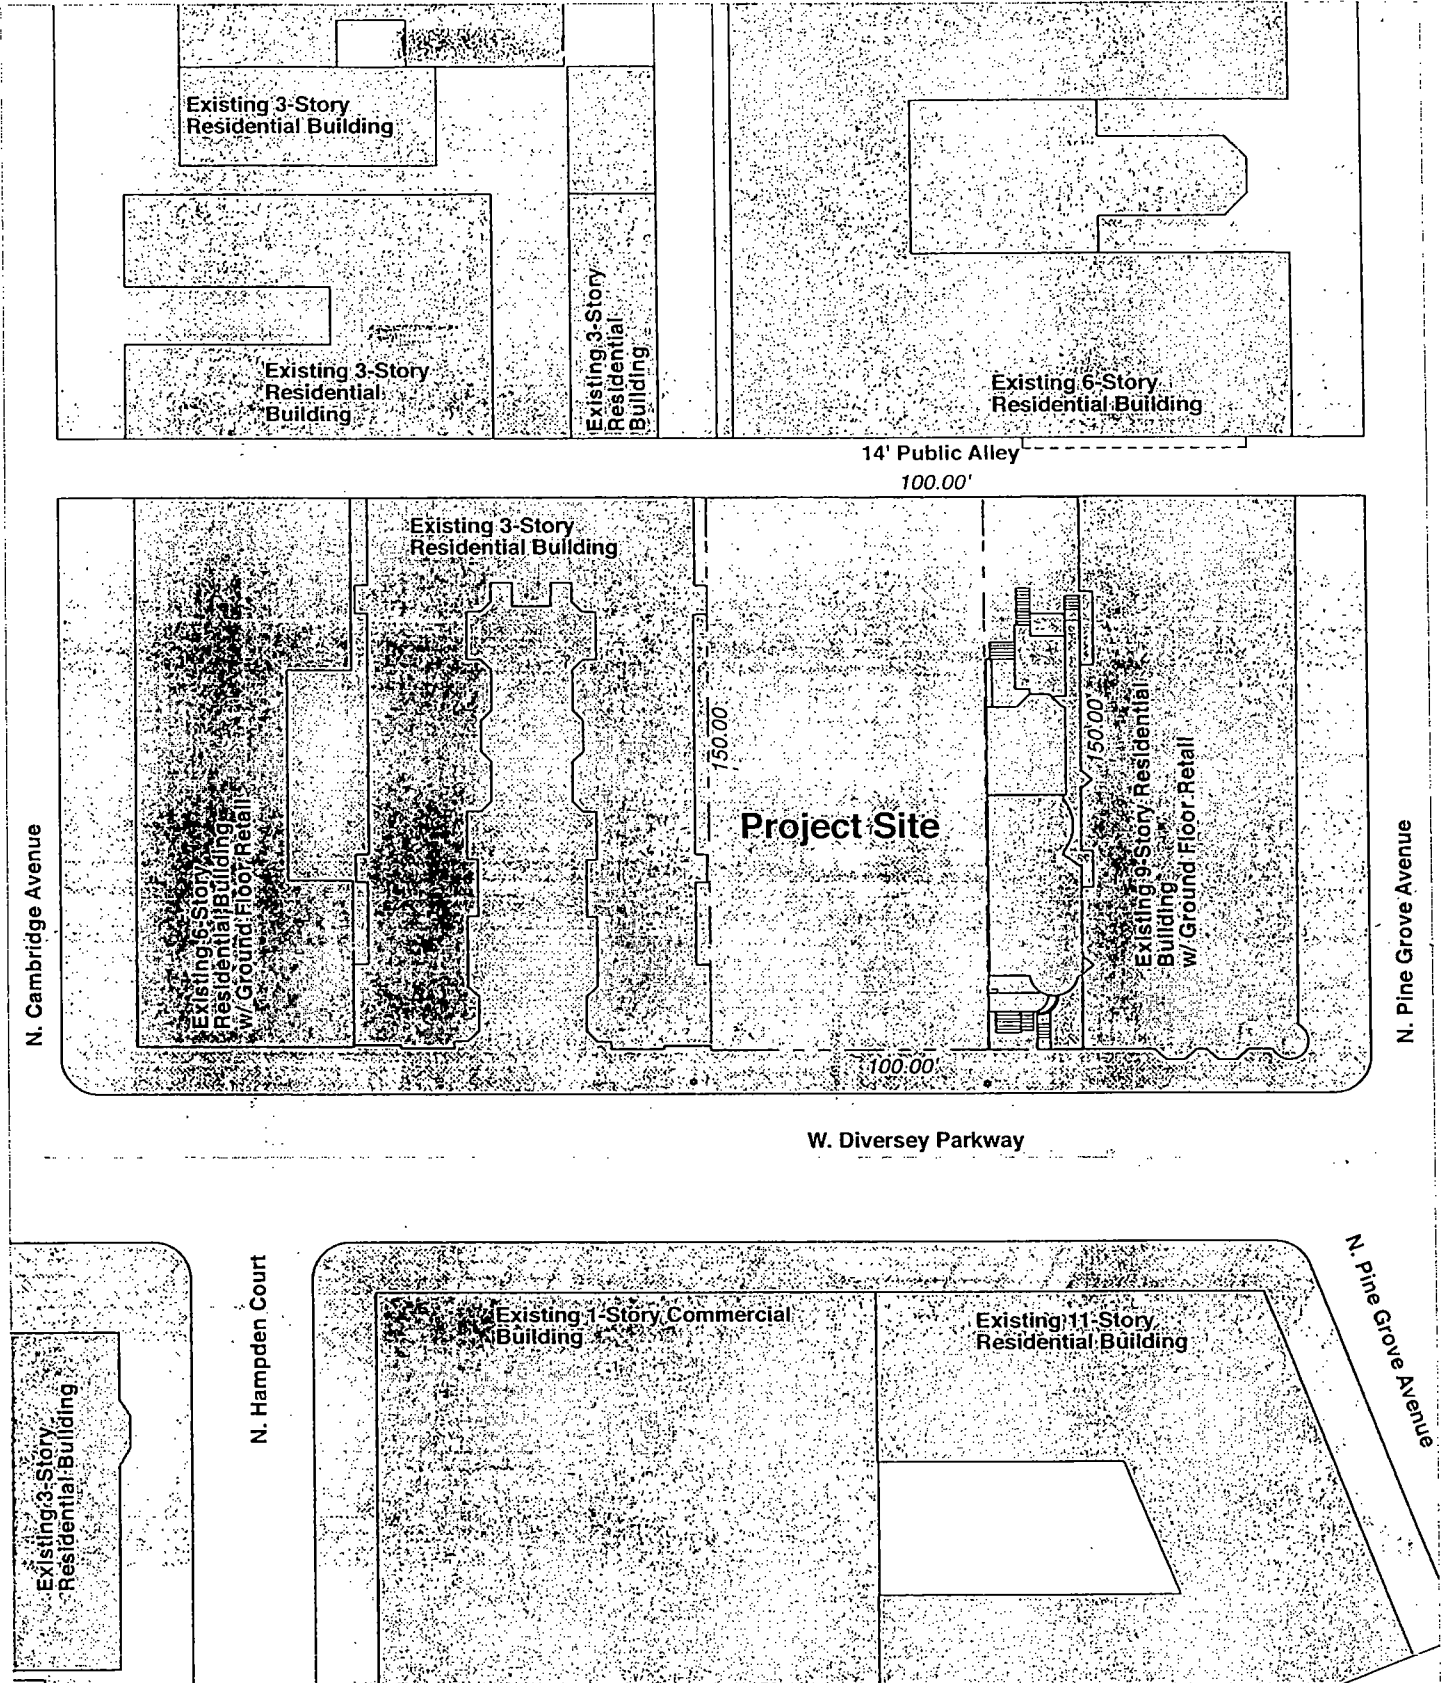 Existing 3-Story
Residential Building
Existing 3-Story
Residential
Building
Existing 3-Story
Residential
Building
Existing 6-Story
Residential Building
14' Public Alley
100.00'
Existing 3-Story
Residential Building
Existing 6-Story
Residential Building
w/ Ground Floor Retail
150.00
Project Site
150.00'
Existing 9-Story Residential
Building
w/Ground Floor Retail
N. Cambridge Avenue
N. Pine Grove Avenue
100.00'
W. Diversey Parkway
N. Hampden Court
Existing 1-Story Commercial
Building
Existing 11-Story
Residential Building
N. Pine Grove Avenue
Existing 3-Story
Residential Building